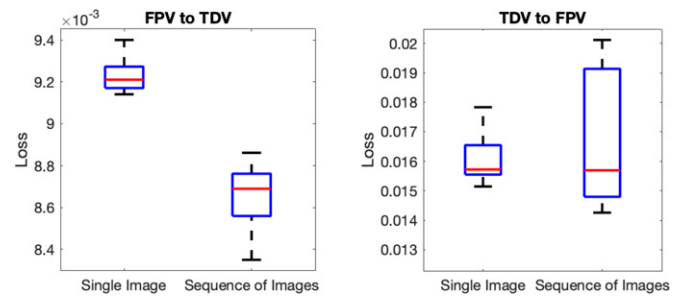 FPV to TDV
×10⁻³
9.4
9.2
9
8.8
8.6
8.4
Loss
Single Image
Sequence of Images
TDV to FPV
0.02
0.019
0.018
0.017
0.016
0.015
0.014
0.013
Loss
Single Image
Sequence of Images